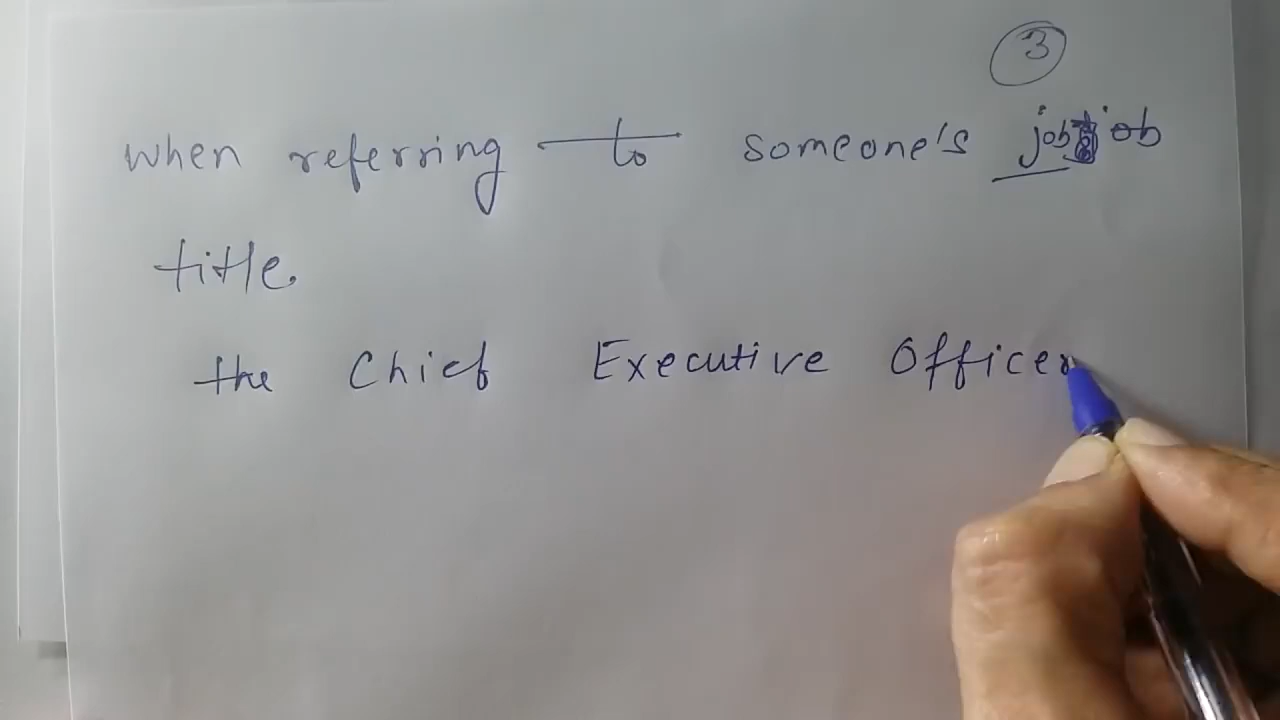 3
when referring to someone's job
title.
the Chief Executive Officer